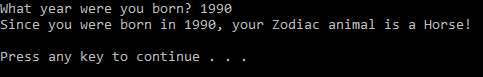 What year were you born? 1990
Since you were born in 1990, your Zodiac animal is a Horse!
Press any key to continue . . .